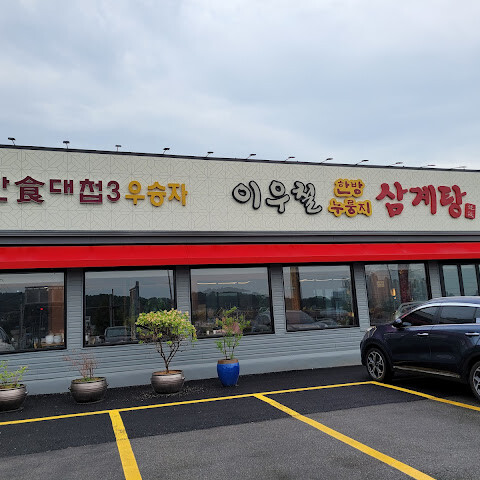 食대첩3 우승자
이우철 한방 누룽지 삼계탕